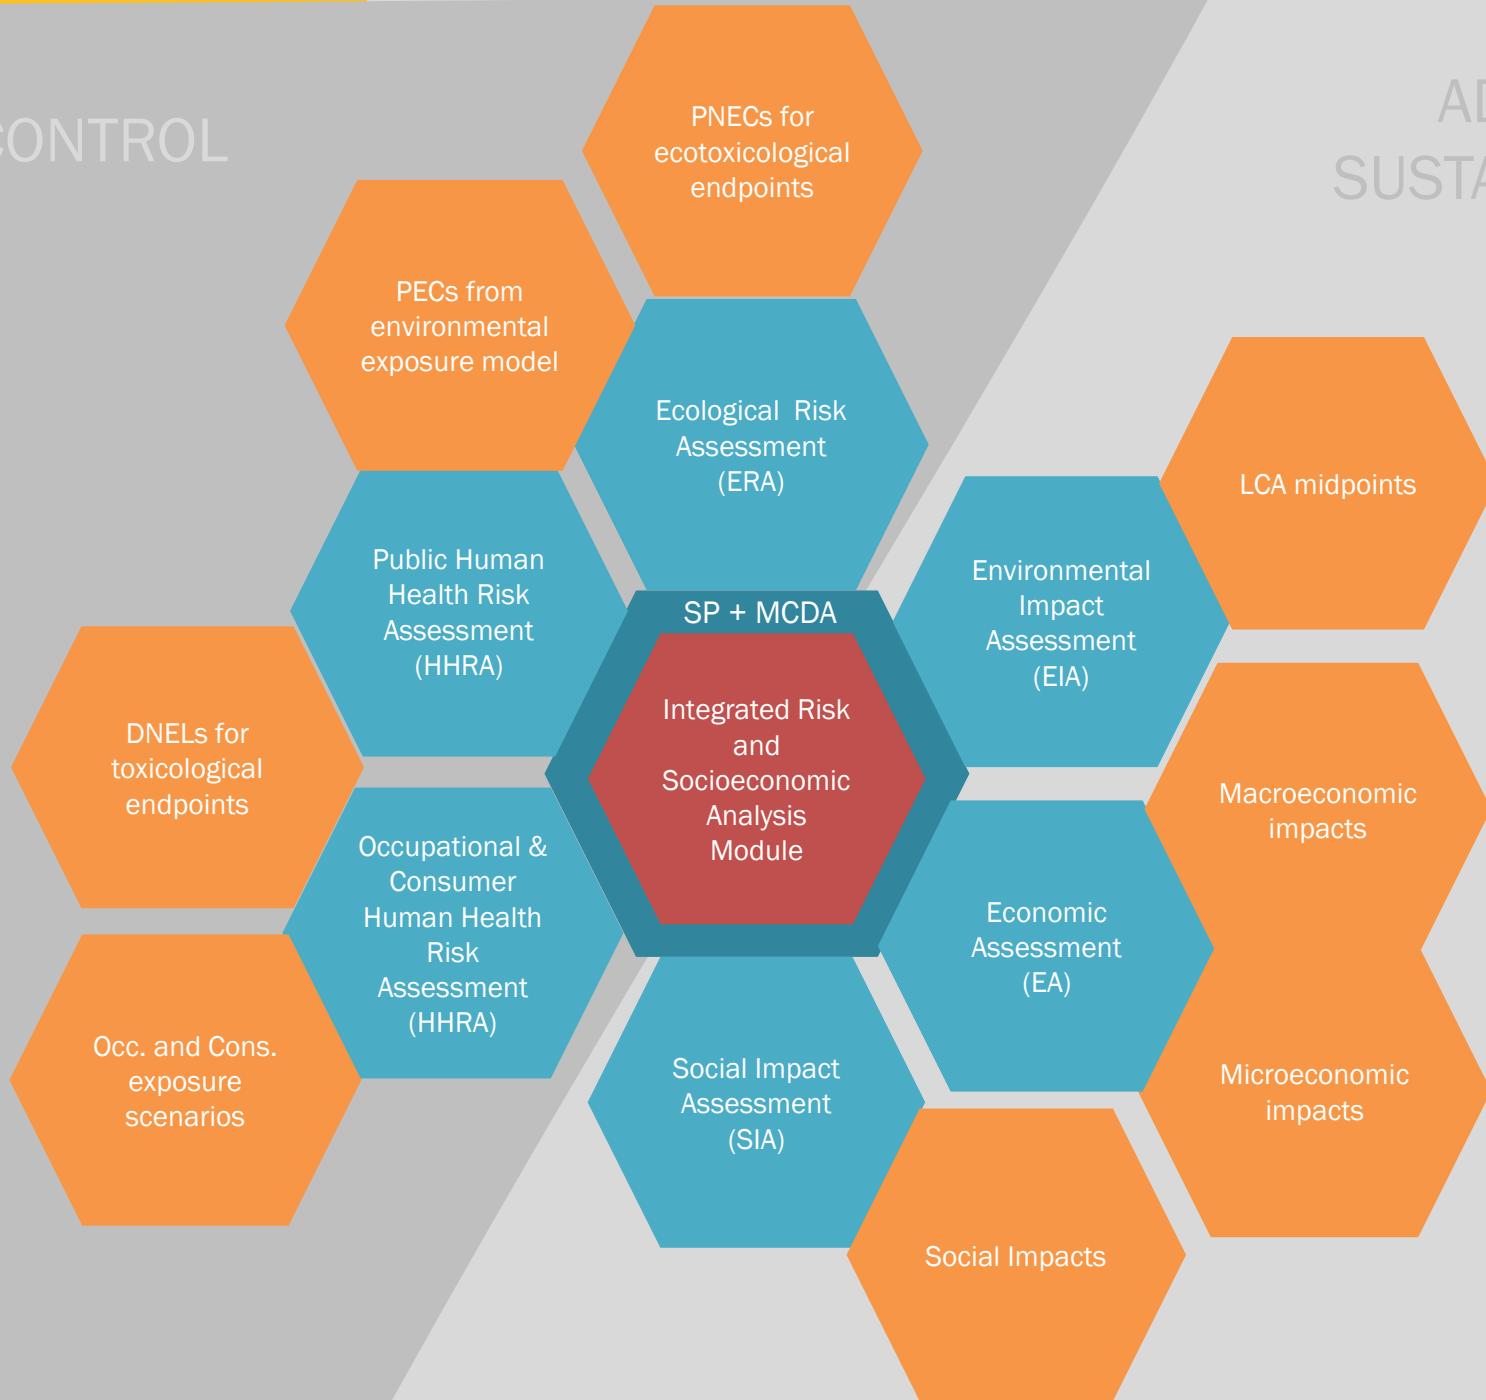 CONTROL
PNECs for
ecotoxicological
endpoints
PECs from
environmental
exposure model
Ecological Risk
Assessment
(ERA)
LCA midpoints
Public Human
Health Risk
Assessment
(HHRA)
Environmental
Impact
Assessment
(EIA)
SP + MCDA
Integrated Risk
and
Socioeconomic
Analysis
Module
DNELs for
toxicological
endpoints
Macroeconomic
impacts
Occupational &
Consumer
Human Health
Risk
Assessment
(HHRA)
Economic
Assessment
(EA)
Occ. and Cons.
exposure
scenarios
Social Impact
Assessment
(SIA)
Microeconomic
impacts
Social Impacts